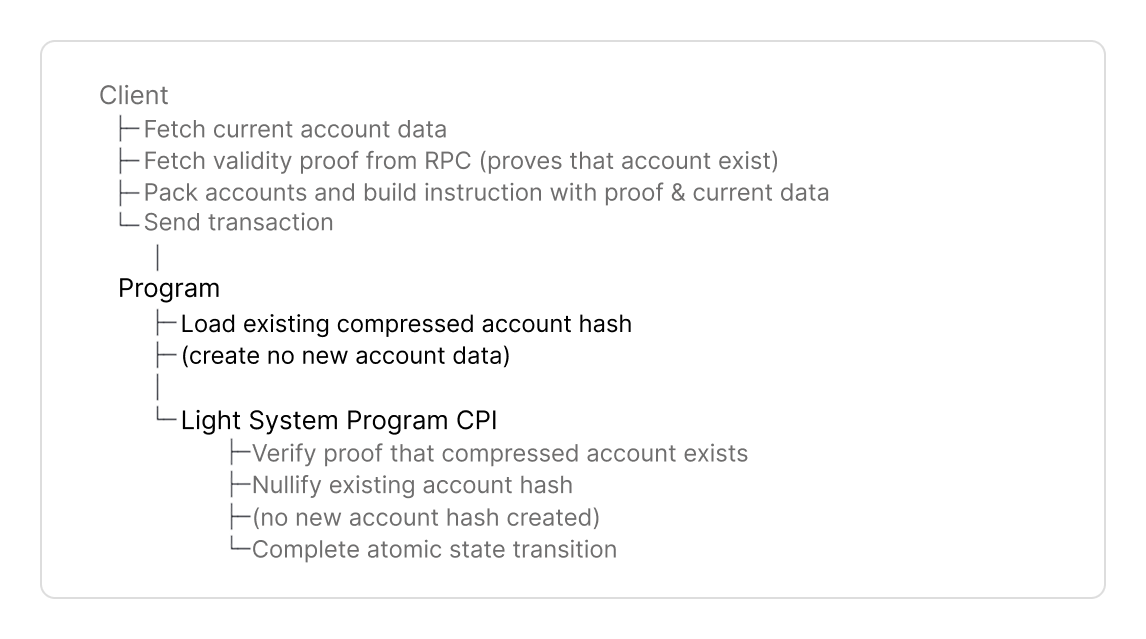 Client
├─ Fetch current account data
├─ Fetch validity proof from RPC (proves that account exist)
├─ Pack accounts and build instruction with proof & current data
└─ Send transaction
│
Program
├─ Load existing compressed account hash
├─ (create no new account data)
│
└─ Light System Program CPI
├─ Verify proof that compressed account exists
├─ Nullify existing account hash
├─ (no new account hash created)
└─ Complete atomic state transition